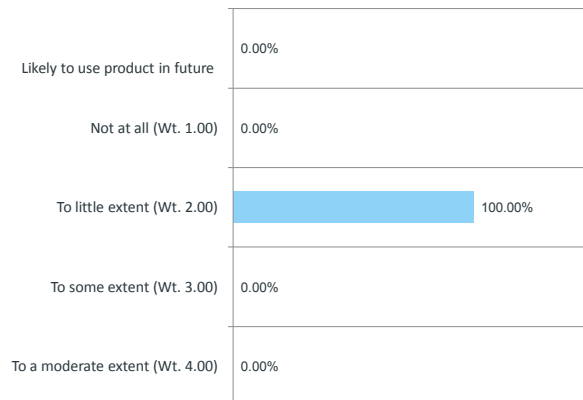 0.00%
Likely to use product in future
Not at all (Wt. 1.00) 0.00%
To little extent (Wt. 2.00) 100.00%
To some extent (Wt. 3.00) 0.00%
To a moderate extent (Wt. 4.00) 0.00%